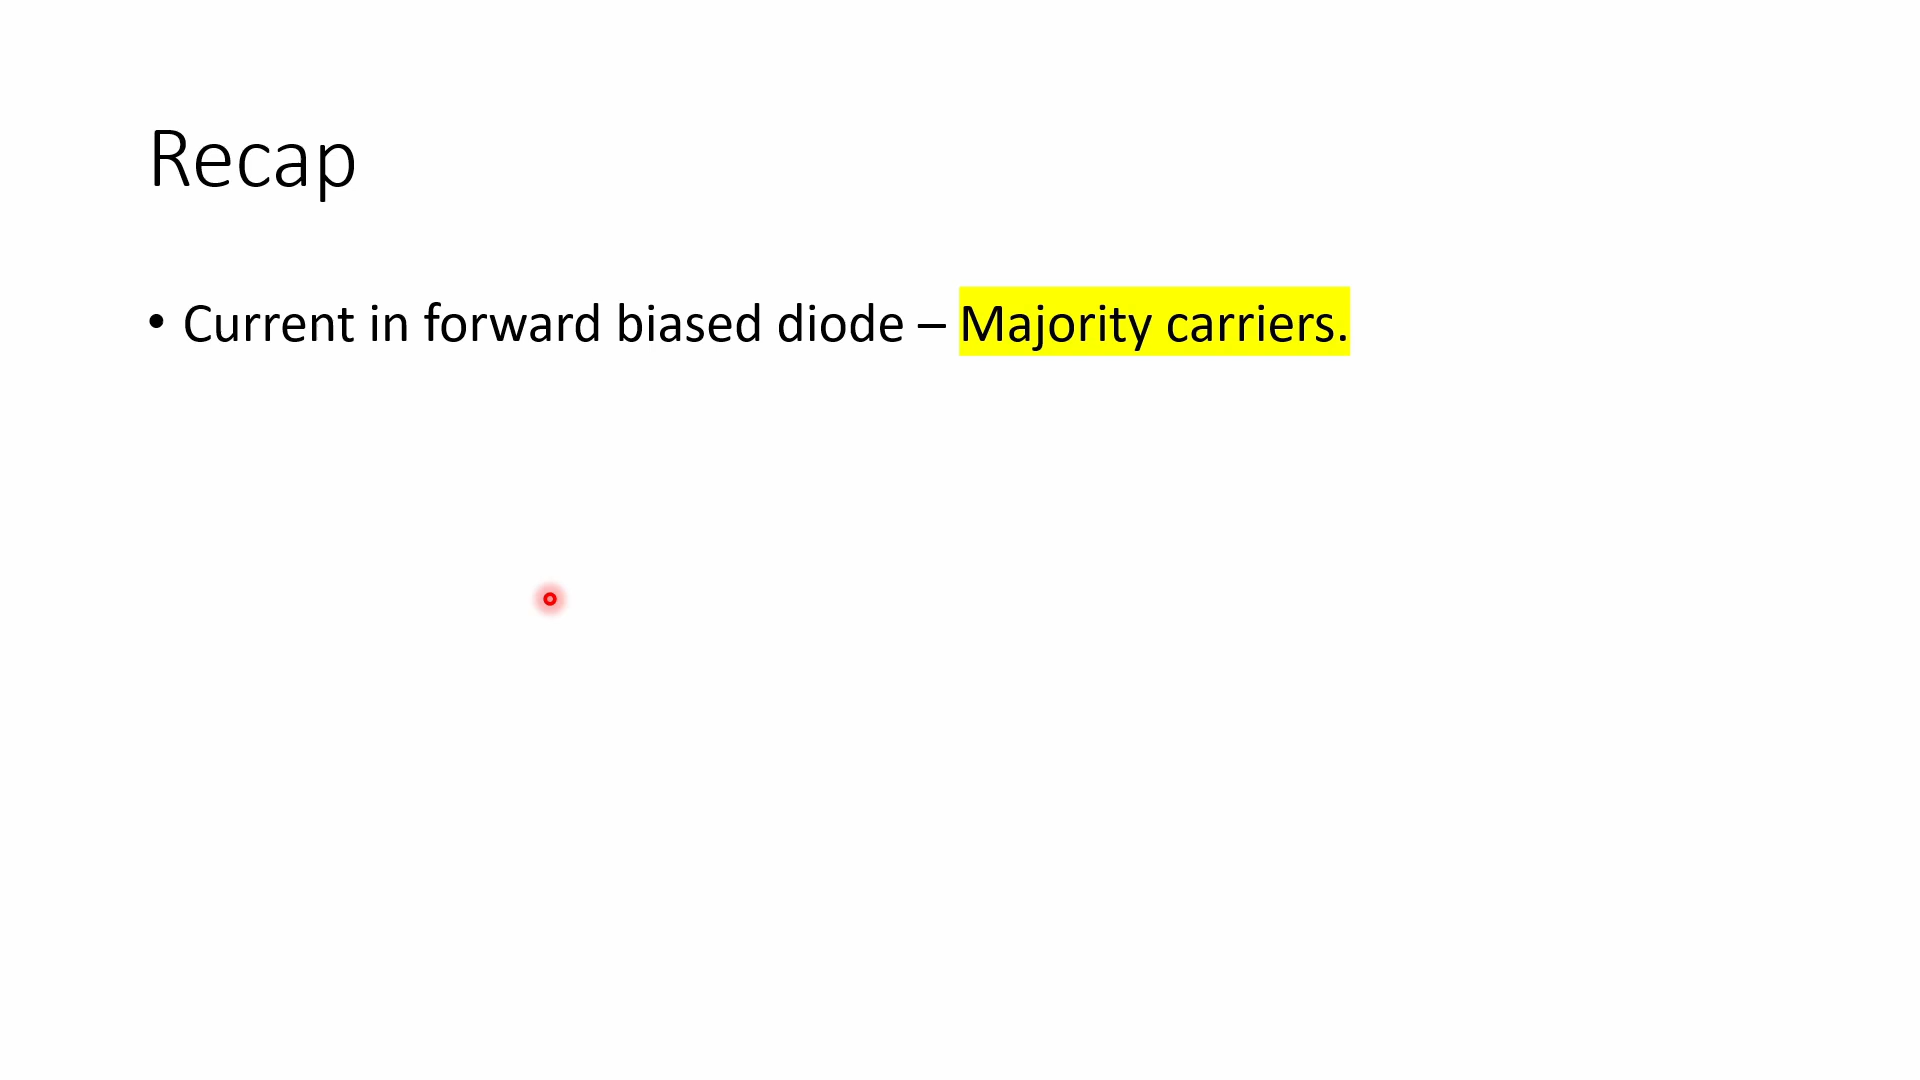 Recap
• Current in forward biased diode – Majority carriers.